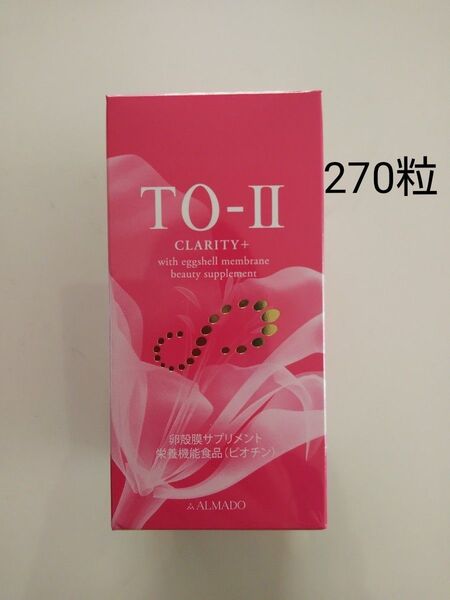 270粒
TO-II
CLARITY+
with eggshell membrane
beauty supplement
卵殻膜サプリメント
栄養機能食品(ビオチン)
ALMADO